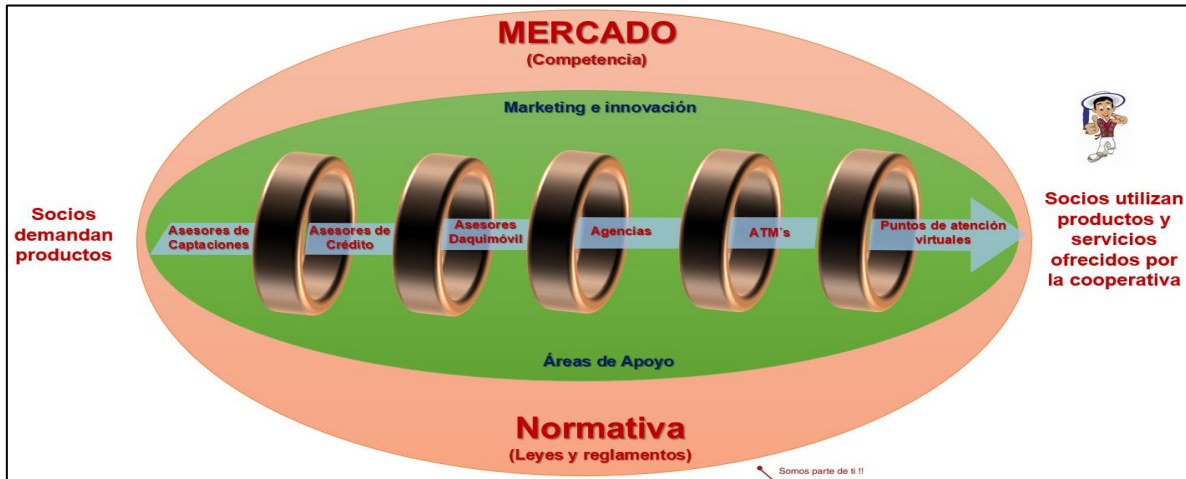 MERCADO
(Competencia)
Marketing e innovación
Socios
demandan
productos
Asesores de
Captaciones
Asesores de
Crédito
Asesores
Daquimóvil
Agencias
ATM`s
Puntos de atención
virtuales
Socios utilizan
productos y
servicios
ofrecidos por
la cooperativa
Áreas de Apoyo
Normativa
(Leyes y reglamentos)
Somos parte de ti !!